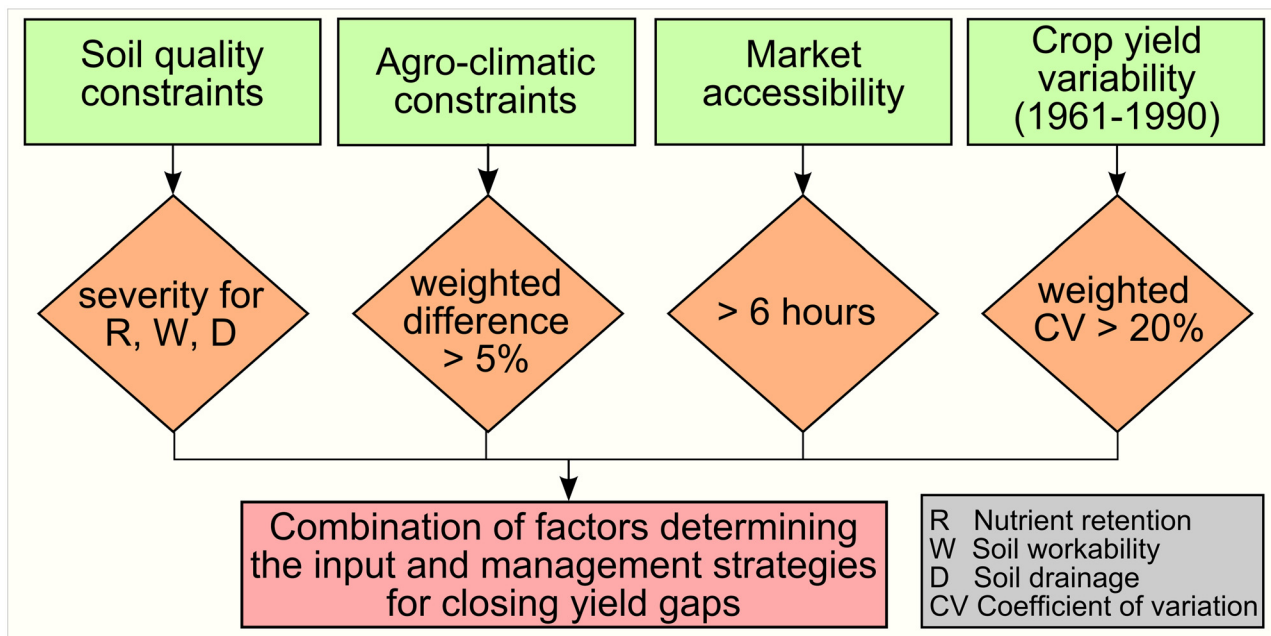 Soil quality
constraints
Agro-climatic
constraints
Market
accessibility
Crop yield
variability
(1961-1990)
severity for
R, W, D
weighted
difference
> 5%
> 6 hours
weighted
CV > 20%
Combination of factors determining
the input and management strategies
for closing yield gaps
R Nutrient retention
W Soil workability
D Soil drainage
CV Coefficient of variation